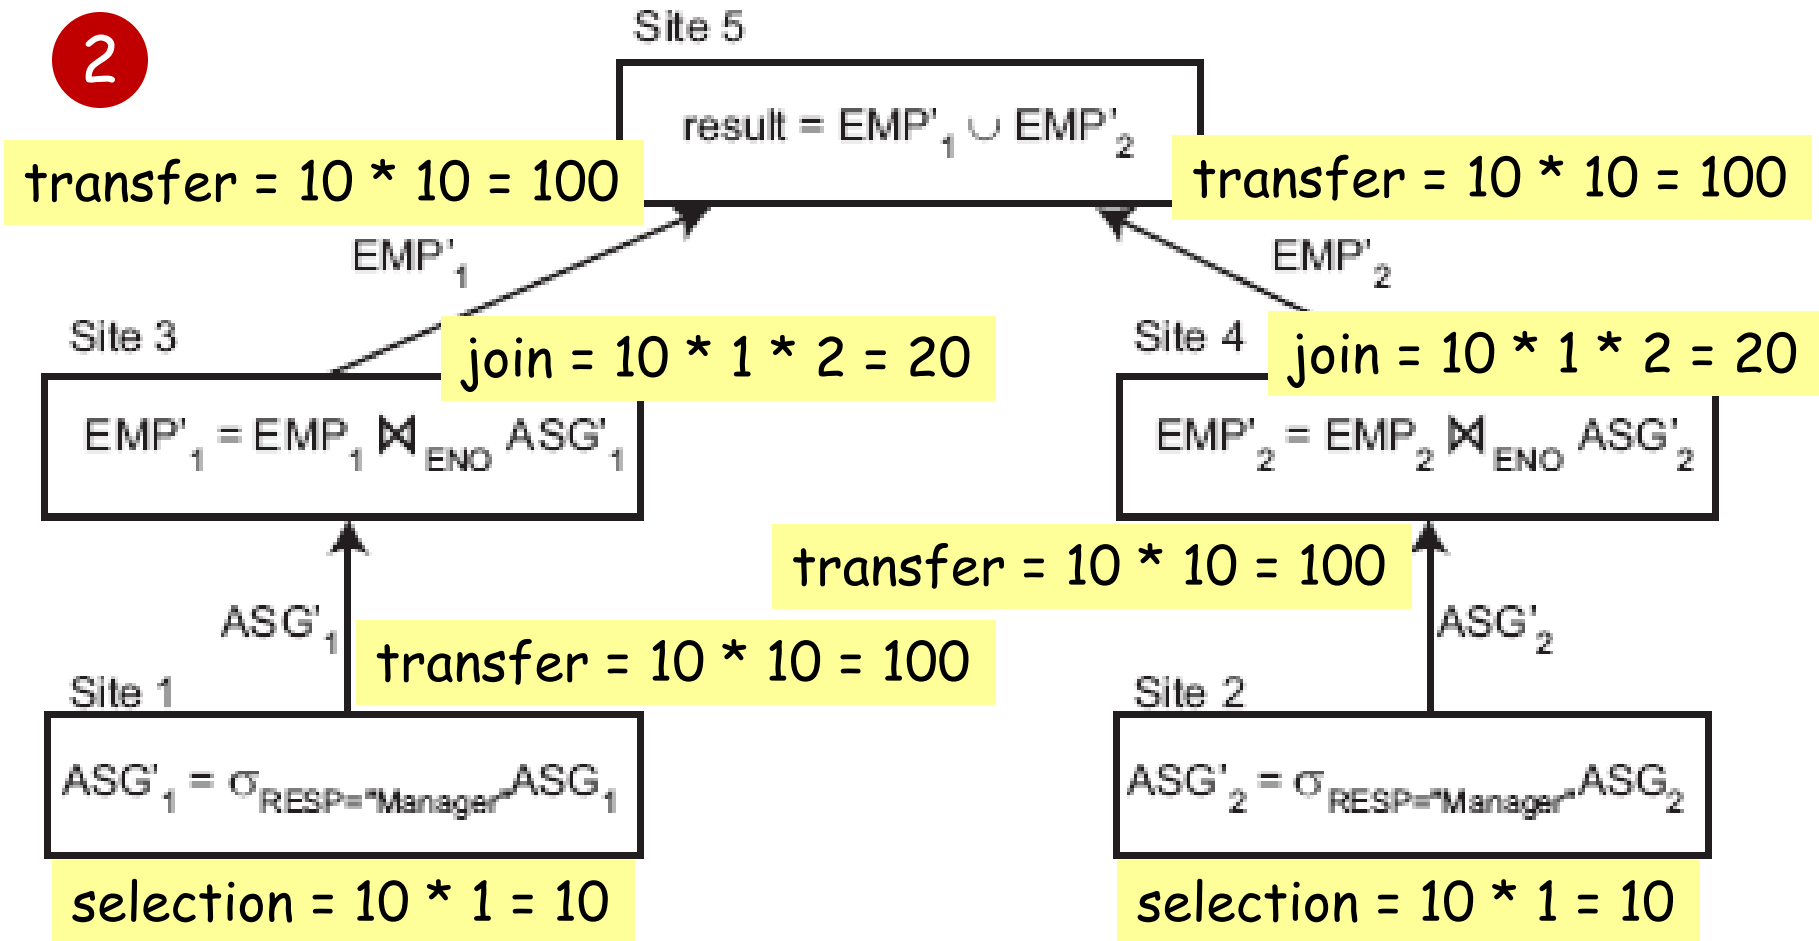 2
Site 5
result = EMP'₁ ∪ EMP'₂
transfer = 10 * 10 = 100
transfer = 10 * 10 = 100
EMP'₁
EMP'₂
Site 3
join = 10 * 1 * 2 = 20
Site 4
join = 10 * 1 * 2 = 20
EMP'₁ = EMP₁ ⋈ ENO ASG'₁
EMP'₂ = EMP₂ ⋈ ENO ASG'₂
transfer = 10 * 10 = 100
ASG'₁
transfer = 10 * 10 = 100
ASG'₂
Site 1
Site 2
ASG'₁ = σ RESP="Manager" ASG₁
ASG'₂ = σ RESP="Manager" ASG₂
selection = 10 * 1 = 10
selection = 10 * 1 = 10